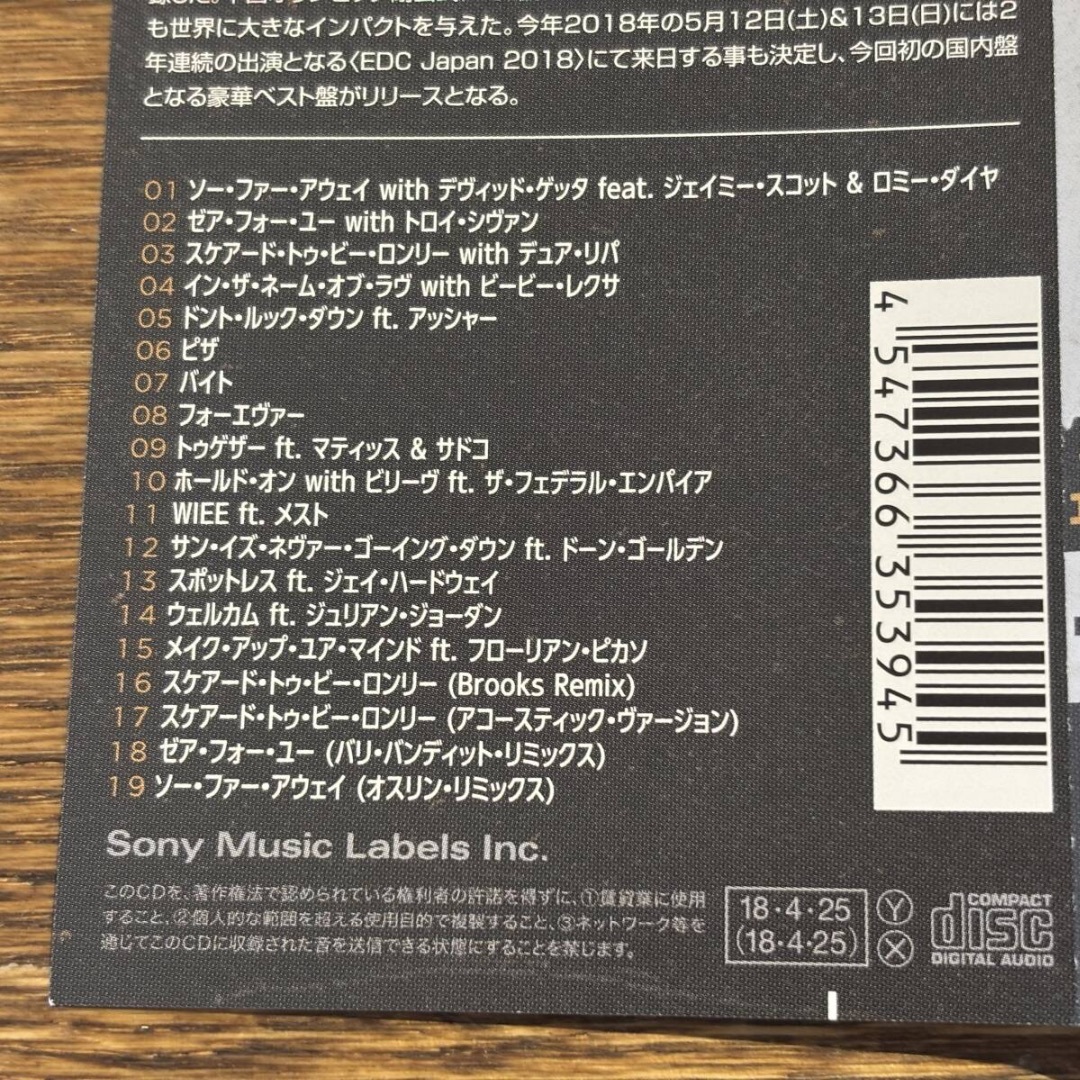 も世界に大きなインパクトを与えた。今年2018年の5月12日(土)&13日(日)には2
年連続の出演となる〈EDC Japan 2018〉にて来日する事も決定し、今回初の国内盤
となる豪華ベスト盤がリリースとなる。
01 ソー・ファー・アウェイ with デヴィッド・ゲッタ feat. ジェイミー・スコット & ロミー・ダイヤ
02 ゼア・フォー・ユー with トロイ・シヴァン
03 スケアード・トゥ・ビー・ロンリー with デュア・リパ
04 イン・ザ・ネーム・オブ・ラヴ with ビービー・レクサ
05 ドント・ルック・ダウン ft. アッシャー
06 ピザ
07 バイト
08 フォーエヴァー
09 トゥゲザー ft. マティッス & サドコ
10 ホールド・オン with ビリーヴ ft. ザ・フェデラル・エンパイア
11 WIEE ft. メスト
12 サン・イズ・ネヴァー・ゴーイング・ダウン ft. ドーン・ゴールデン
13 スポットレス ft. ジェイ・ハードウェイ
14 ウェルカム ft. ジュリアン・ジョーダン
15 メイク・アップ・ユア・マインド ft. フローリアン・ピカソ
16 スケアード・トゥ・ビー・ロンリー (Brooks Remix)
17 スケアード・トゥ・ビー・ロンリー (アコースティック・ヴァージョン)
18 ゼア・フォー・ユー (バリ・バンディット・リミックス)
19 ソー・ファー・アウェイ (オスリン・リミックス)
4 547366 353945
Sony Music Labels Inc.
このCDを、著作権法で認められている権利者の許諾を得ずに、①賃貸業に使用
すること、②個人的な範囲を超える使用目的で複製すること、③ネットワーク等を
通じてこのCDに収録された音を送信できる状態にすることを禁じます。
18・4・25
(18・4・25)
Y
X
COMPACT
disc
DIGITAL AUDIO